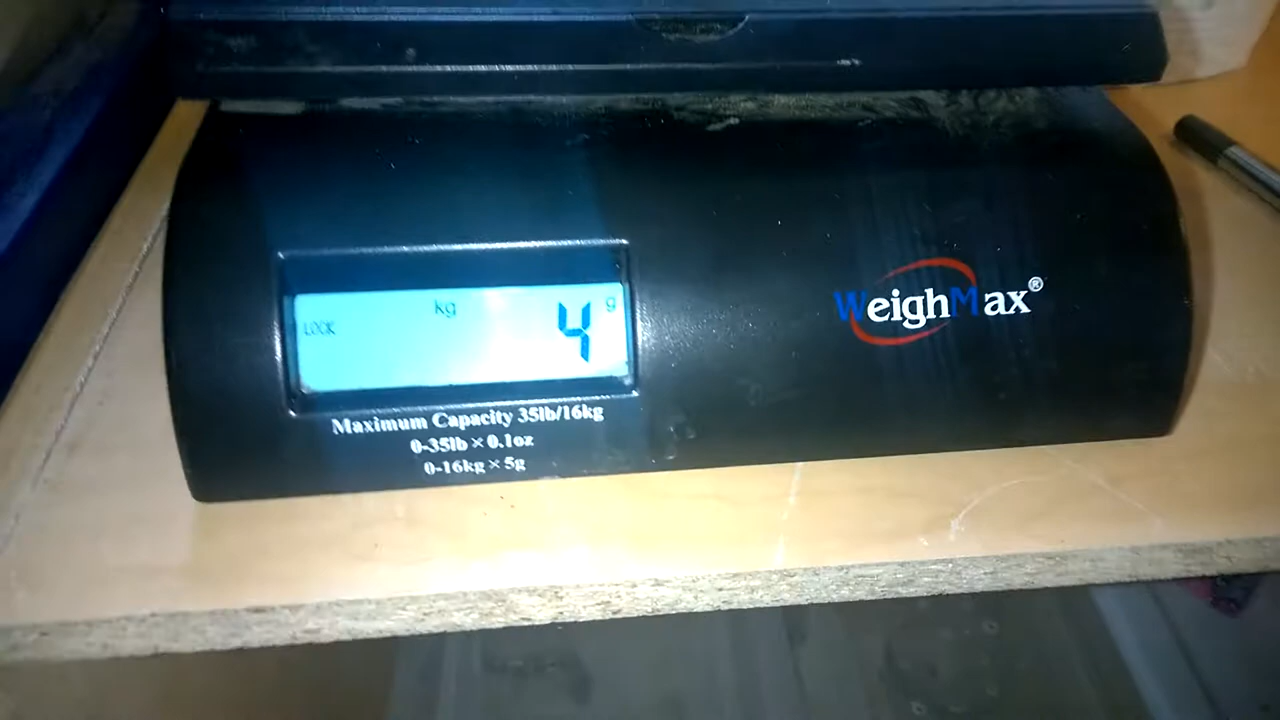 kg g
LOCK 4
WeighMax®
Maximum Capacity 35lb/16kg
0-35lb × 0.1oz
0-16kg × 5g